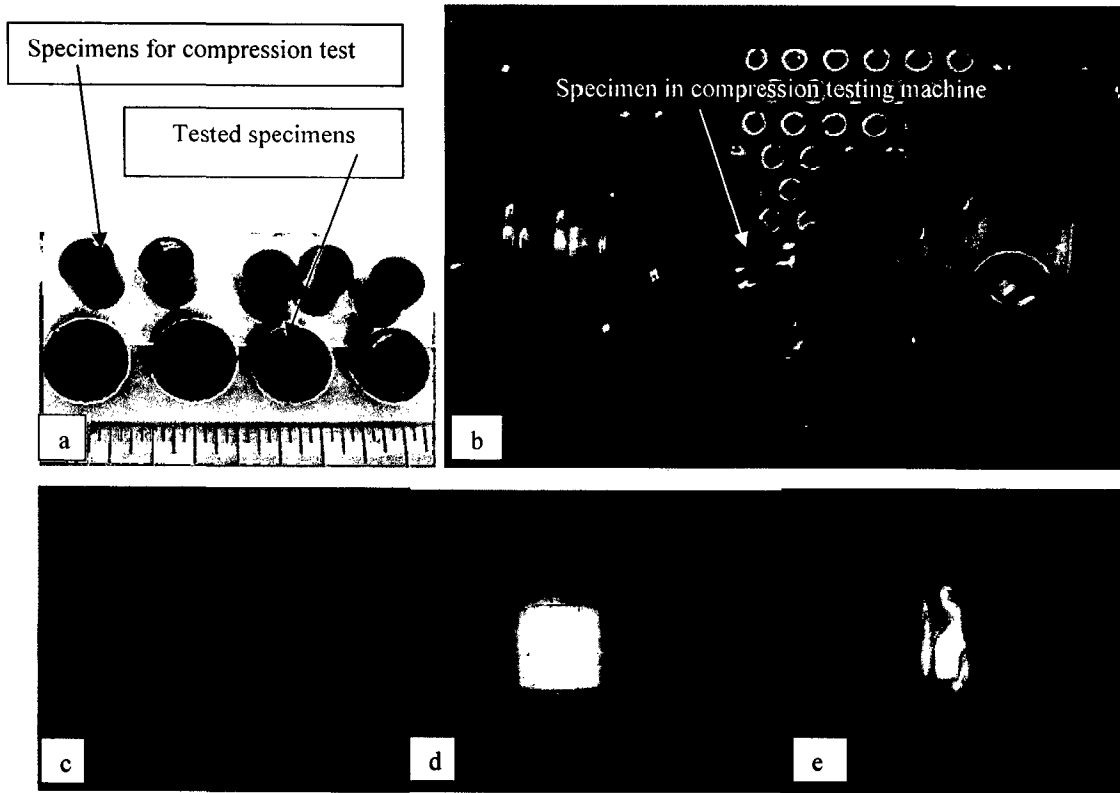 Specimens for compression test
Tested specimens
Specimen in compression testing machine
a
b
c
d
e